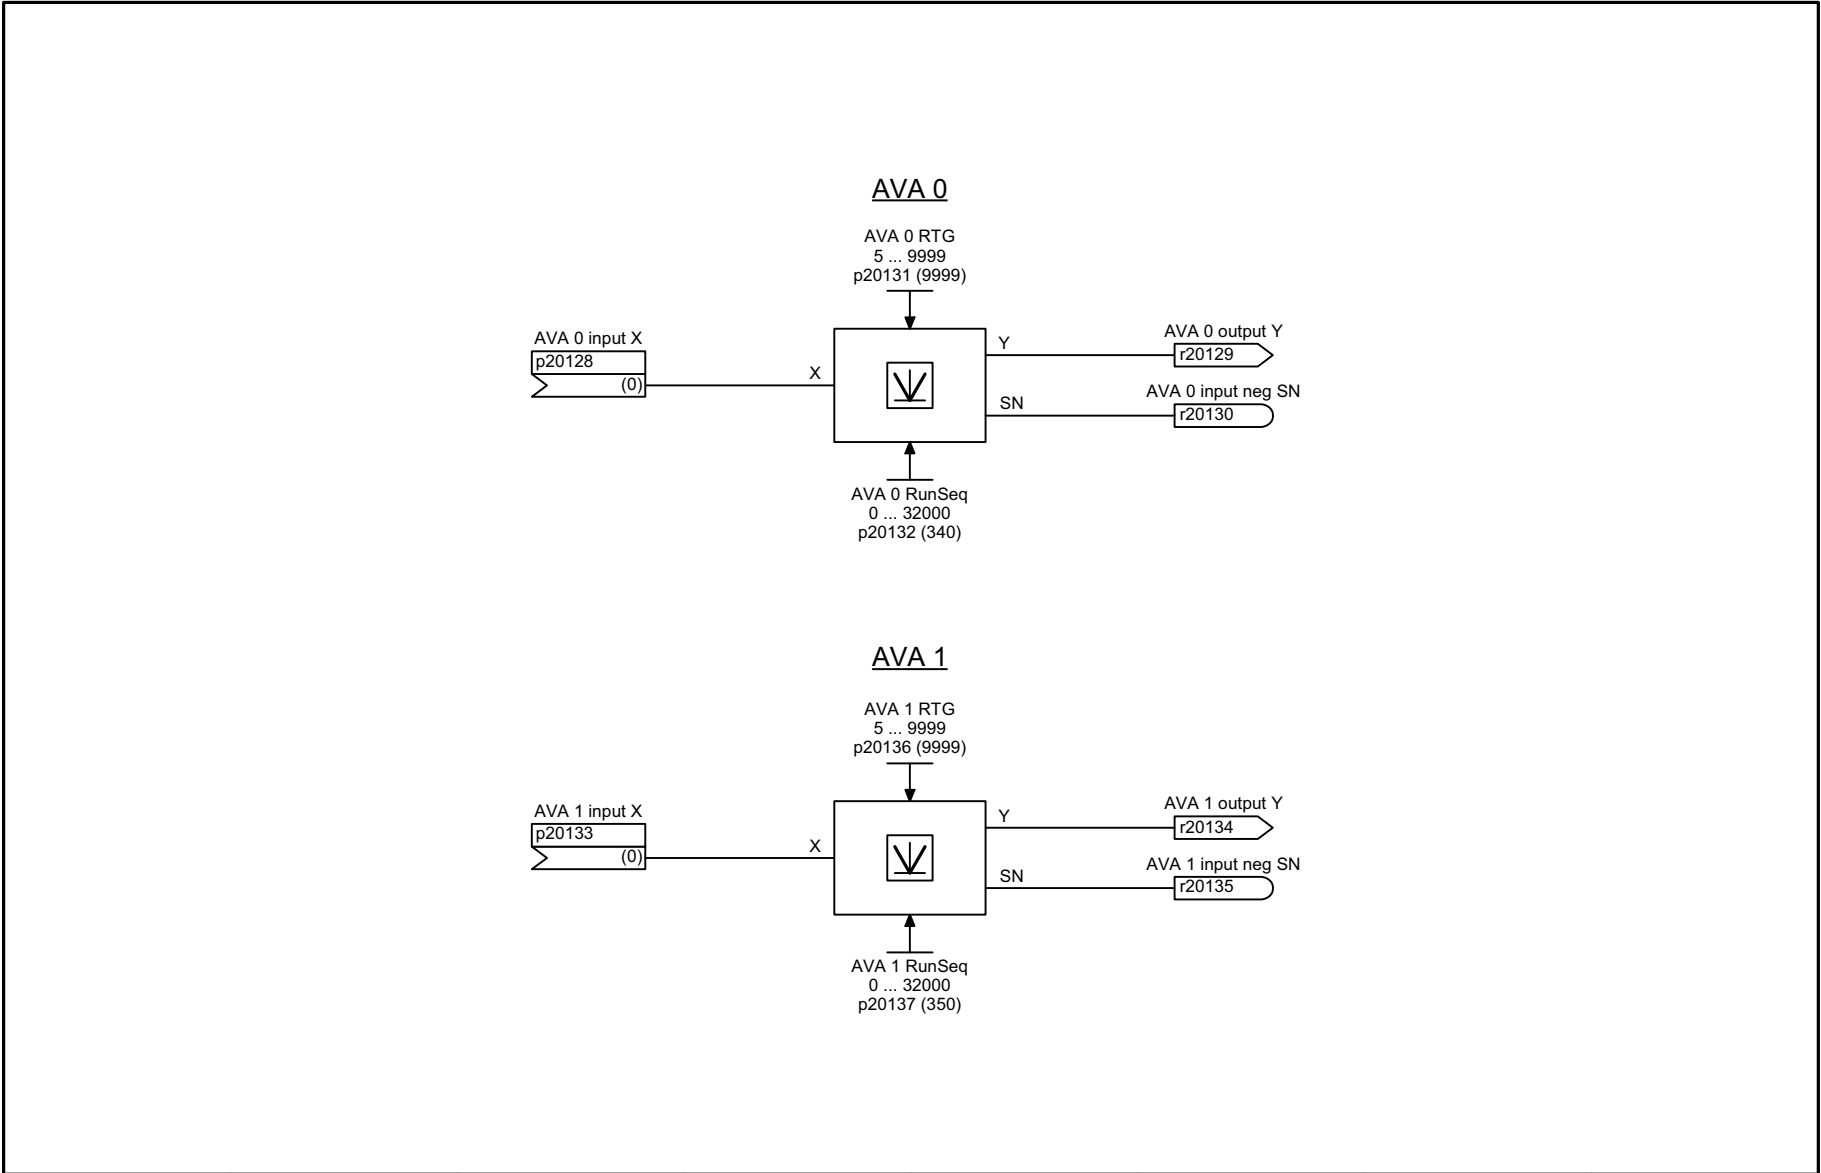 AVA 0
AVA 0 RTG
5 ... 9999
p20131 (9999)
AVA 0 input X
p20128
(0)
X
Y
AVA 0 output Y
r20129
SN
AVA 0 input neg SN
r20130
AVA 0 RunSeq
0 ... 32000
p20132 (340)
AVA 1
AVA 1 RTG
5 ... 9999
p20136 (9999)
AVA 1 input X
p20133
(0)
X
Y
AVA 1 output Y
r20134
SN
AVA 1 input neg SN
r20135
AVA 1 RunSeq
0 ... 32000
p20137 (350)